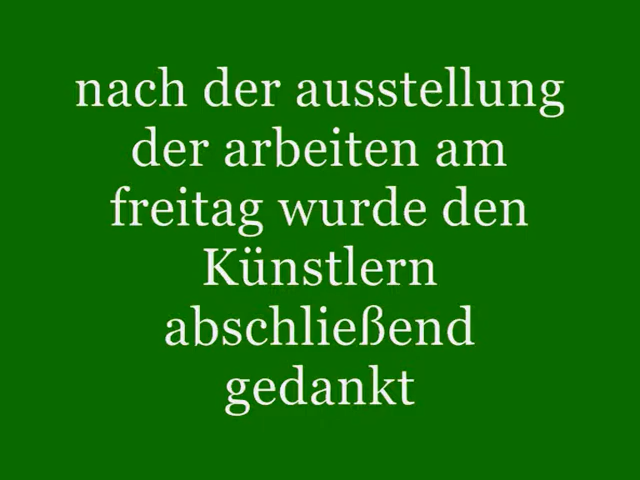 nach der ausstellung
der arbeiten am
freitag wurde den
Künstlern
abschließend
gedankt